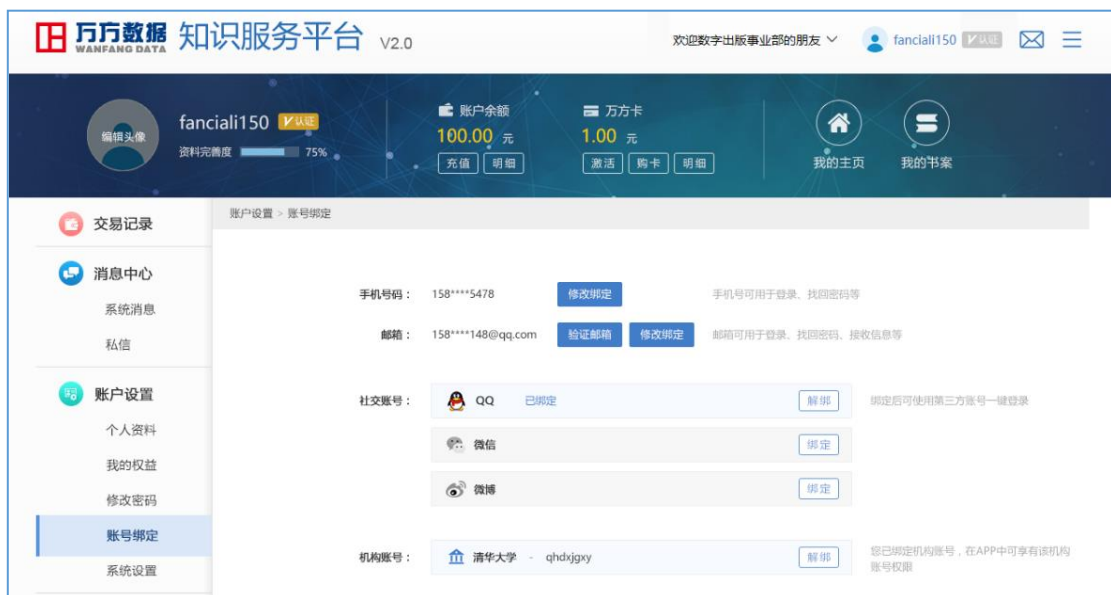 万方数据 知识服务平台 V2.0
WANFANG DATA
欢迎数字出版事业部的朋友
fanciali150 V认证
编辑头像
fanciali150 V认证
资料完善度 75%
账户余额
100.00 元
充值 明细
万方卡
1.00 元
激活 购卡 明细
我的主页 我的书案
交易记录
消息中心
系统消息
私信
账户设置
个人资料
我的权益
修改密码
账号绑定
系统设置
账户设置 > 账号绑定
手机号码： 158****5478 修改绑定 手机号可用于登录、找回密码等
邮箱： 158****148@qq.com 验证邮箱 修改绑定 邮箱可用于登录、找回密码、接收信息等
社交账号： QQ 已绑定 解绑 绑定后可使用第三方账号一键登录
微信 绑定
微博 绑定
机构账号： 清华大学 - qhdxjgxy 解绑 您已绑定机构账号，在APP中可享有该机构
账号权限